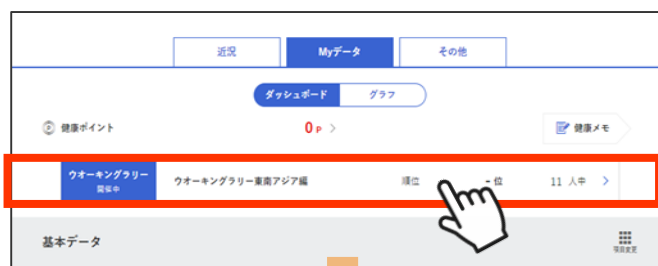 近況 Myデータ その他
ダッシュボード グラフ
健康ポイント 0 P 健康メモ
ウオーキングラリー
開催中
ウオーキングラリー東南アジア編 順位 - 位 11 人中
基本データ
項目変更